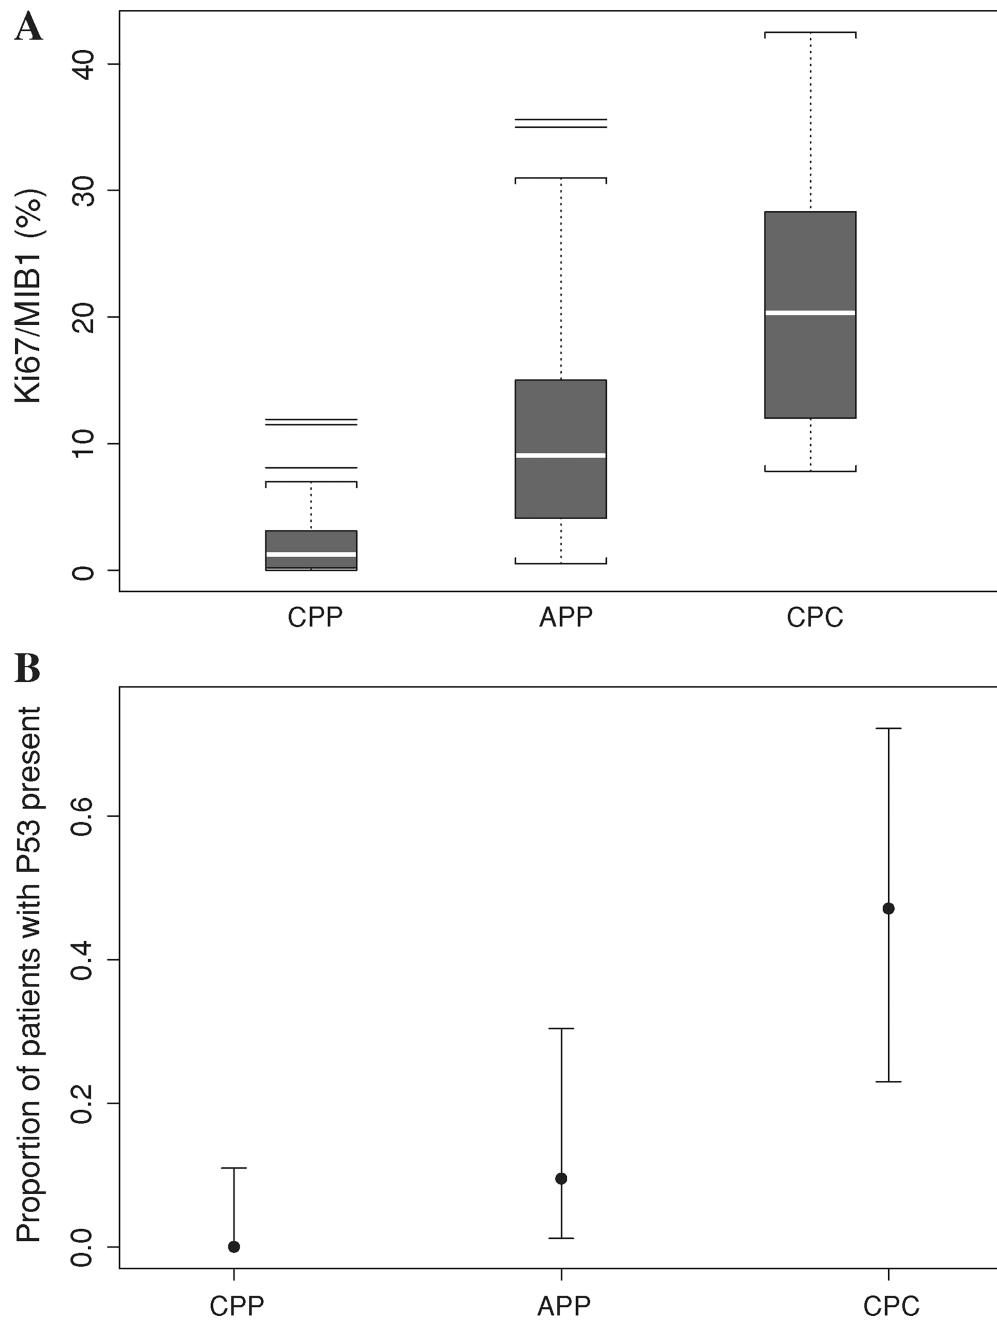 A
Ki67/MIB1 (%)
40
30
20
10
0
CPP APP CPC
B
Proportion of patients with P53 present
0.6
0.4
0.2
0.0
CPP APP CPC